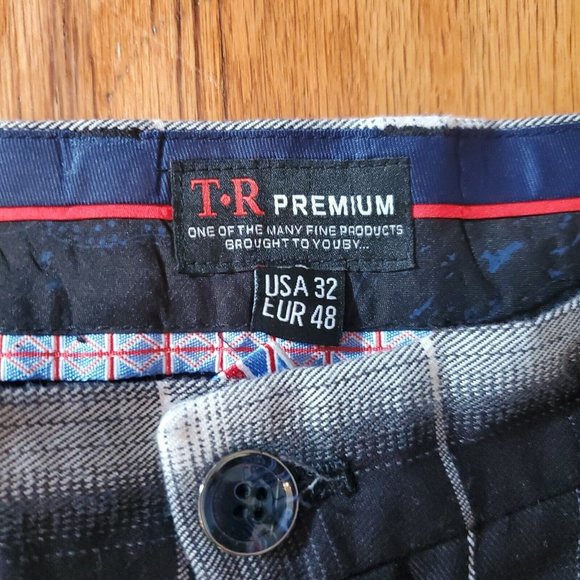 T·R PREMIUM
ONE OF THE MANY FINE PRODUCTS
BROUGHT TO YOU BY...
USA 32
EUR 48